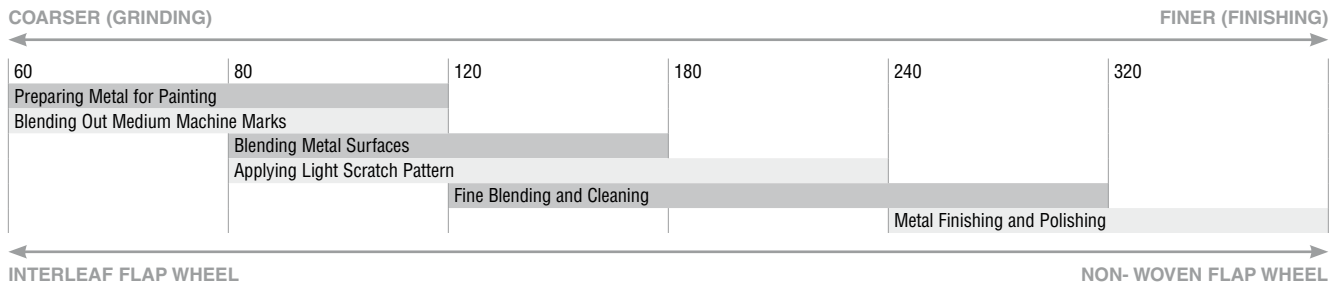 COARSER (GRINDING) FINER (FINISHING)
60 80 120 180 240 320
Preparing Metal for Painting
Blending Out Medium Machine Marks
Blending Metal Surfaces
Applying Light Scratch Pattern
Fine Blending and Cleaning
Metal Finishing and Polishing
INTERLEAF FLAP WHEEL NON- WOVEN FLAP WHEEL